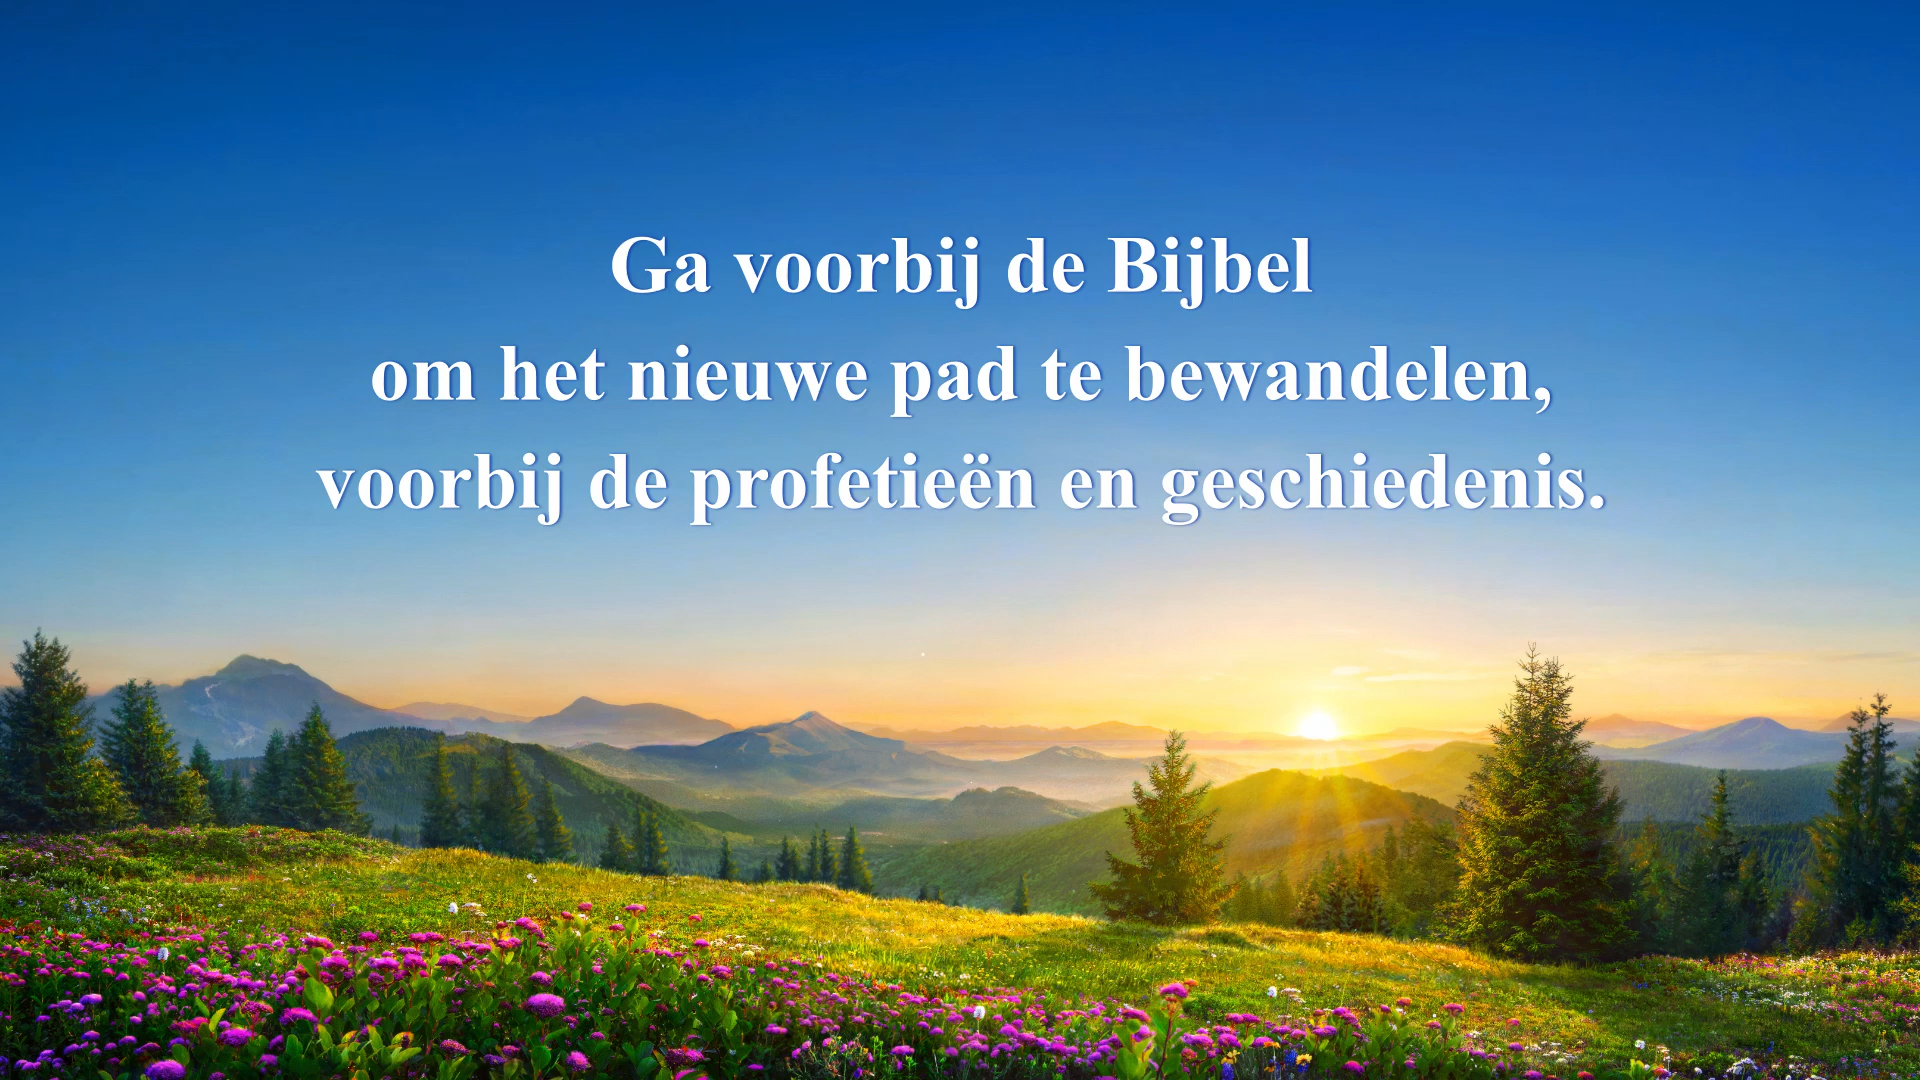 Ga voorbij de Bijbel
om het nieuwe pad te bewandelen,
voorbij de profetieën en geschiedenis.